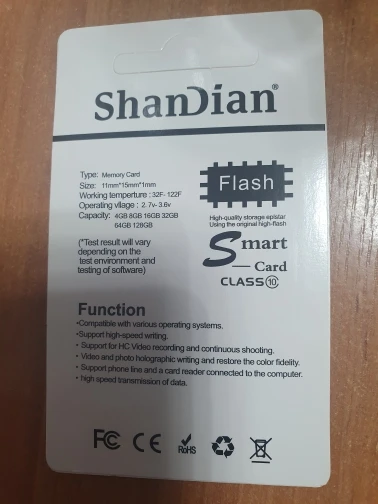 ShanDian®
Type: Memory Card
Size: 11mm*15mm*1mm
Working temperture : 32F- 122F
Operating vllage : 2. 7v- 3.6v
Capacity: 4GB 8GB 16GB 32GB
64GB 128GB
Flash
High-quality storage epistar
Using the original high-flash
(*Test result will vary
depending on the
test environment and
testing of software)
Smart
— Card
CLASS⑩
Function
•Compatible with various operating systems.
•Support high-speed writing.
• Support for HC Video recording and continuous shooting.
• Video and photo holographic writing and restore the color fidelity.
• Support phone line and a card reader connected to the computer.
• high speed transmission of data.
FC CE RoHS